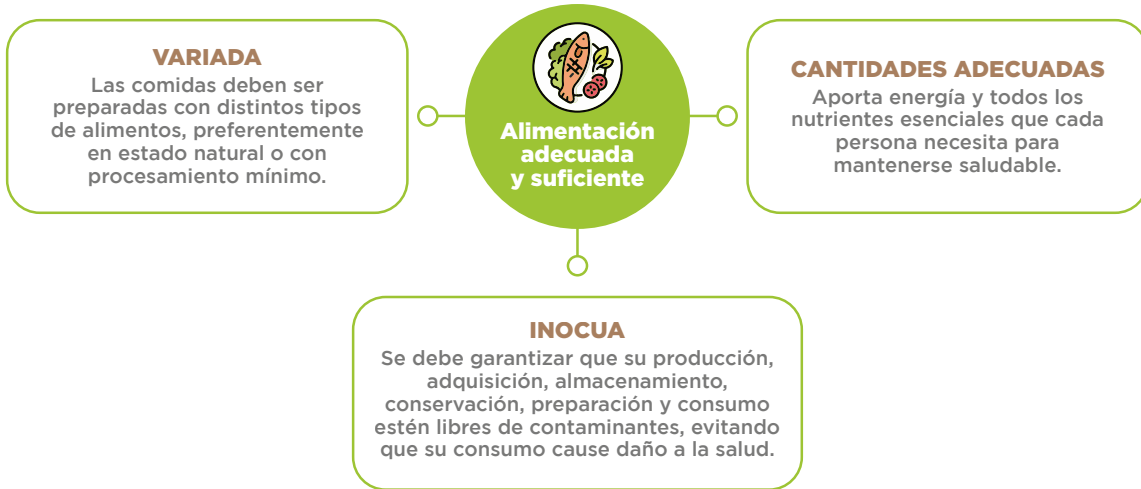 VARIADA
Las comidas deben ser
preparadas con distintos tipos
de alimentos, preferentemente
en estado natural o con
procesamiento mínimo.
Alimentación
adecuada
y suficiente
CANTIDADES ADECUADAS
Aporta energía y todos los
nutrientes esenciales que cada
persona necesita para
mantenerse saludable.
INOCUA
Se debe garantizar que su producción,
adquisición, almacenamiento,
conservación, preparación y consumo
estén libres de contaminantes, evitando
que su consumo cause daño a la salud.